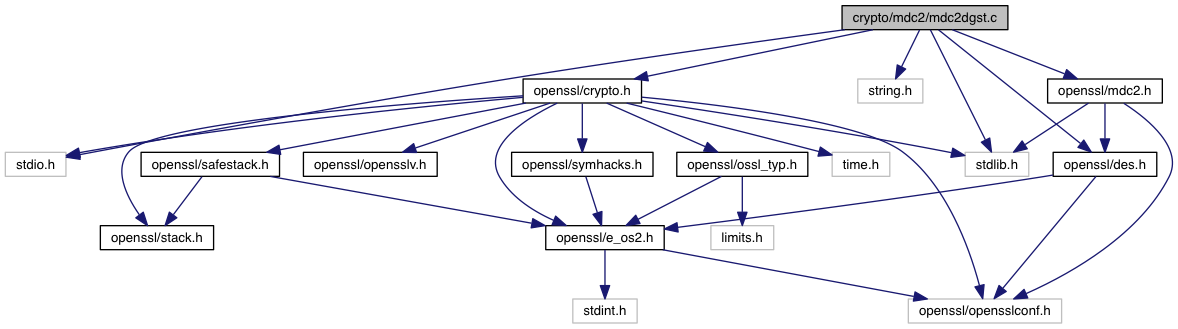 crypto/mdc2/mdc2dgst.c
openssl/crypto.h
string.h
openssl/mdc2.h
stdio.h
openssl/safestack.h
openssl/opensslv.h
openssl/symhacks.h
openssl/ossl_typ.h
time.h
stdlib.h
openssl/des.h
openssl/stack.h
openssl/e_os2.h
limits.h
stdint.h
openssl/opensslconf.h